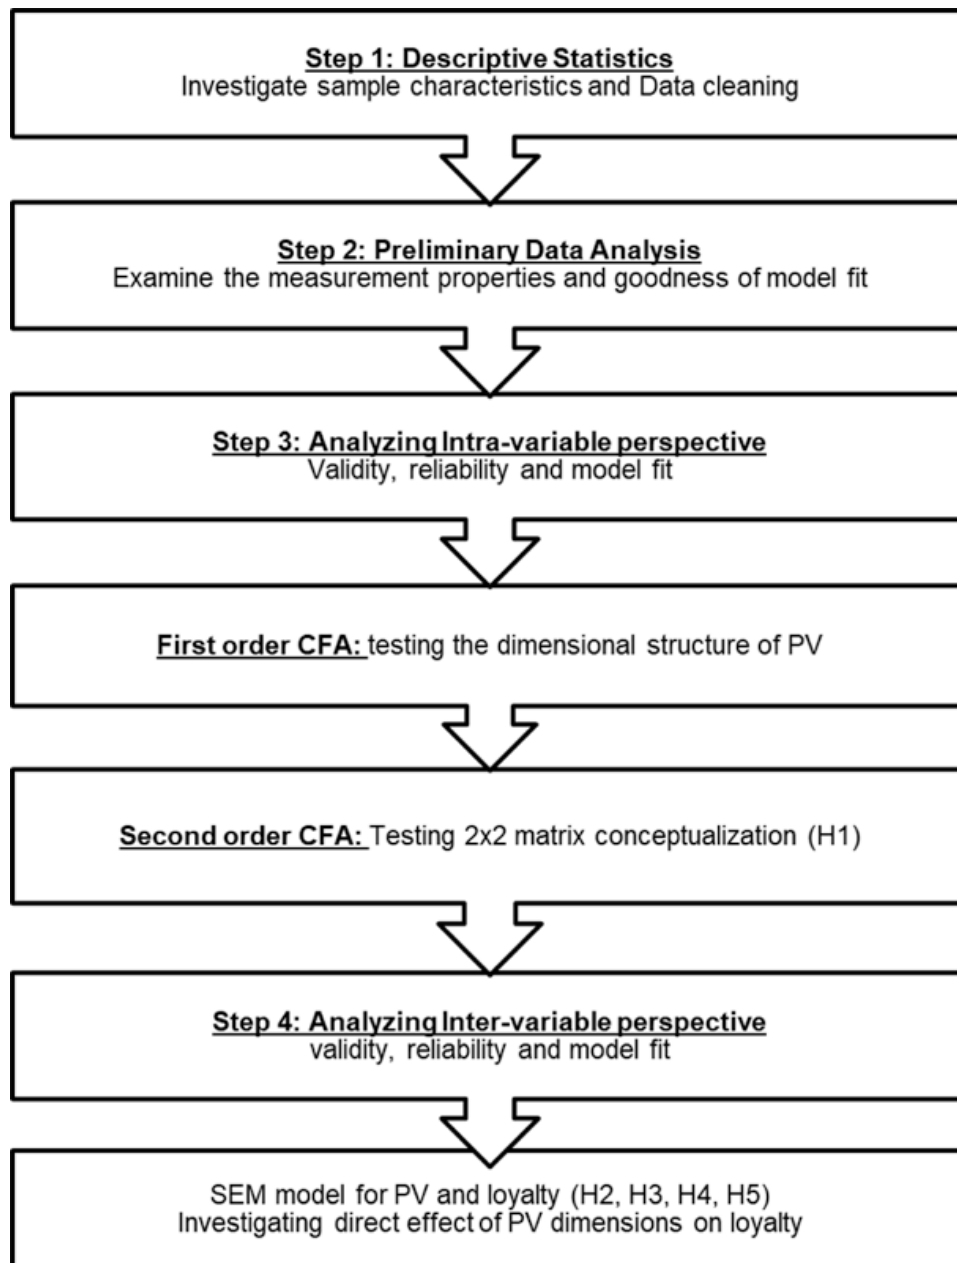 Step 1: Descriptive Statistics
Investigate sample characteristics and Data cleaning
Step 2: Preliminary Data Analysis
Examine the measurement properties and goodness of model fit
Step 3: Analyzing Intra-variable perspective
Validity, reliability and model fit
First order CFA: testing the dimensional structure of PV
Second order CFA: Testing 2x2 matrix conceptualization (H1)
Step 4: Analyzing Inter-variable perspective
validity, reliability and model fit
SEM model for PV and loyalty (H2, H3, H4, H5)
Investigating direct effect of PV dimensions on loyalty